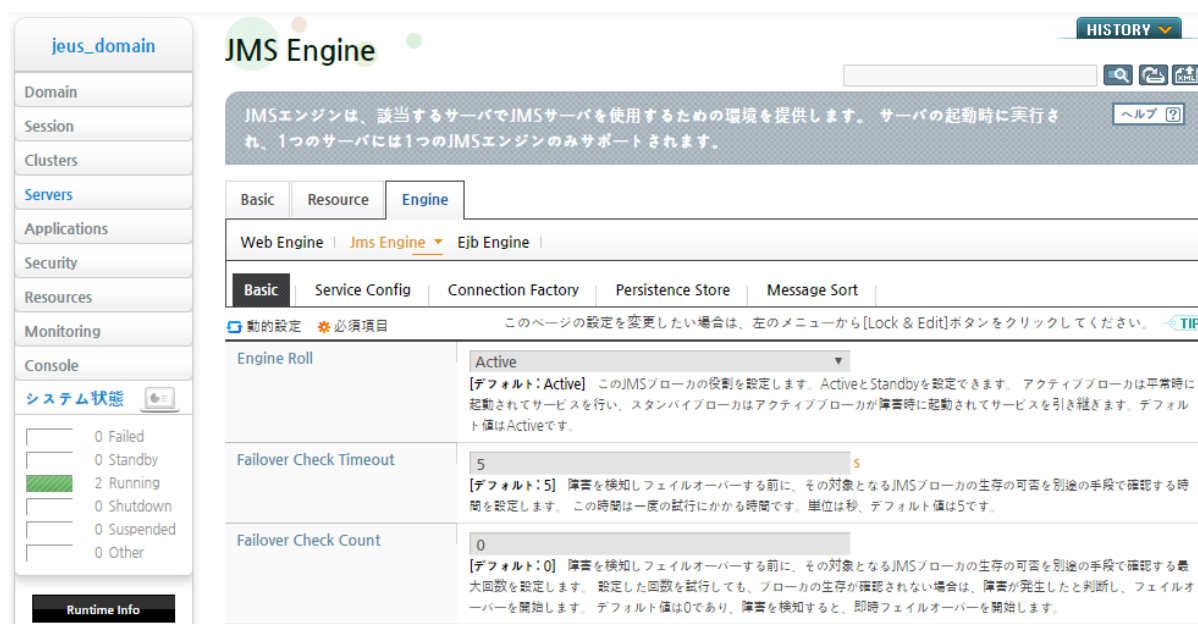 jeus_domain
Domain
Session
Clusters
Servers
Applications
Security
Resources
Monitoring
Console
システム状態
0 Failed
0 Standby
2 Running
0 Shutdown
0 Suspended
0 Other
Runtime Info
JMS Engine
HISTORY
XML
JMSエンジンは、該当するサーバでJMSサーバを使用するための環境を提供します。 サーバの起動時に実行さ
れ、1つのサーバには1つのJMSエンジンのみサポートされます。
ヘルプ ?
Basic Resource Engine
Web Engine Jms Engine Ejb Engine
Basic Service Config Connection Factory Persistence Store Message Sort
動的設定 必須項目 このページの設定を変更したい場合は、左のメニューから[Lock & Edit]ボタンをクリックしてください。 TIP
Engine Roll
Active
[デフォルト: Active] このJMSブローカの役割を設定します。ActiveとStandbyを設定できます。 アクティブブローカは平常時に
起動されてサービスを行い、スタンバイブローカはアクティブブローカが障害時に起動されてサービスを引き継ぎます。デフォル
ト値はActiveです。
Failover Check Timeout
5 s
[デフォルト: 5] 障害を検知しフェイルオーバーする前に、その対象となるJMSブローカの生存の可否を別途の手段で確認する時
間を設定します。 この時間は一度の試行にかかる時間です。単位は秒、デフォルト値は5です。
Failover Check Count
0
[デフォルト: 0] 障害を検知しフェイルオーバーする前に、その対象となるJMSブローカの生存の可否を別途の手段で確認する最
大回数を設定します。 設定した回数を試行しても、ブローカの生存が確認されない場合は、障害が発生したと判断し、フェイルオ
ーバーを開始します。 デフォルト値は0であり、障害を検知すると、即時フェイルオーバーを開始します。